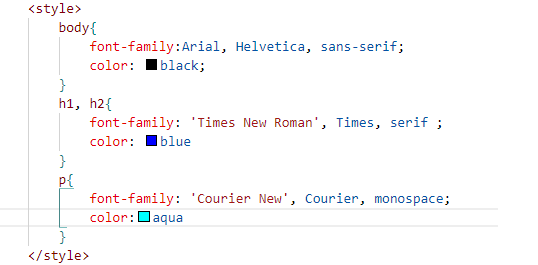 <style>
body{
font-family:Arial, Helvetica, sans-serif;
color: black;
}
h1, h2{
font-family: 'Times New Roman', Times, serif ;
color: blue
}
p{
font-family: 'Courier New', Courier, monospace;
color:aqua
}
</style>